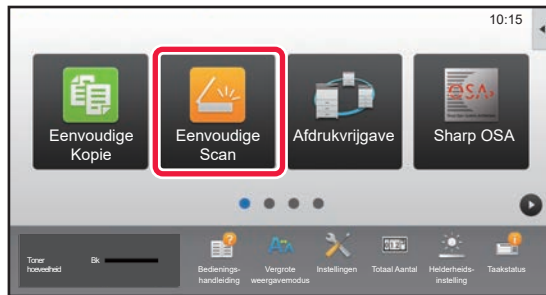 10:15
Eenvoudige
Kopie
Eenvoudige
Scan
Afdrukvrijgave
OSA
Sharp OSA
Toner
hoeveelheid
Bk
Bedienings-
handleiding
Vergrote
weergavemodus
Instellingen
Totaal Aantal
Helderheids-
instelling
Taakstatus